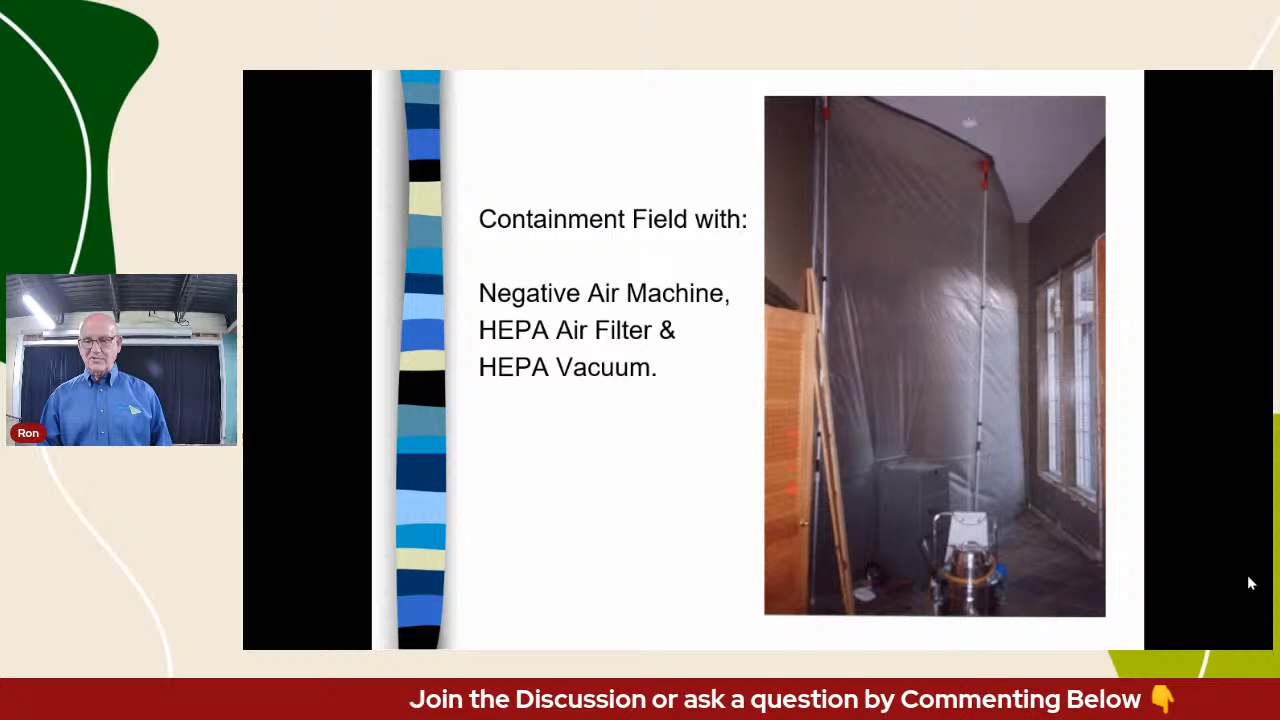 Containment Field with:
Negative Air Machine,
HEPA Air Filter &
HEPA Vacuum.
Ron
Join the Discussion or ask a question by Commenting Below 👇